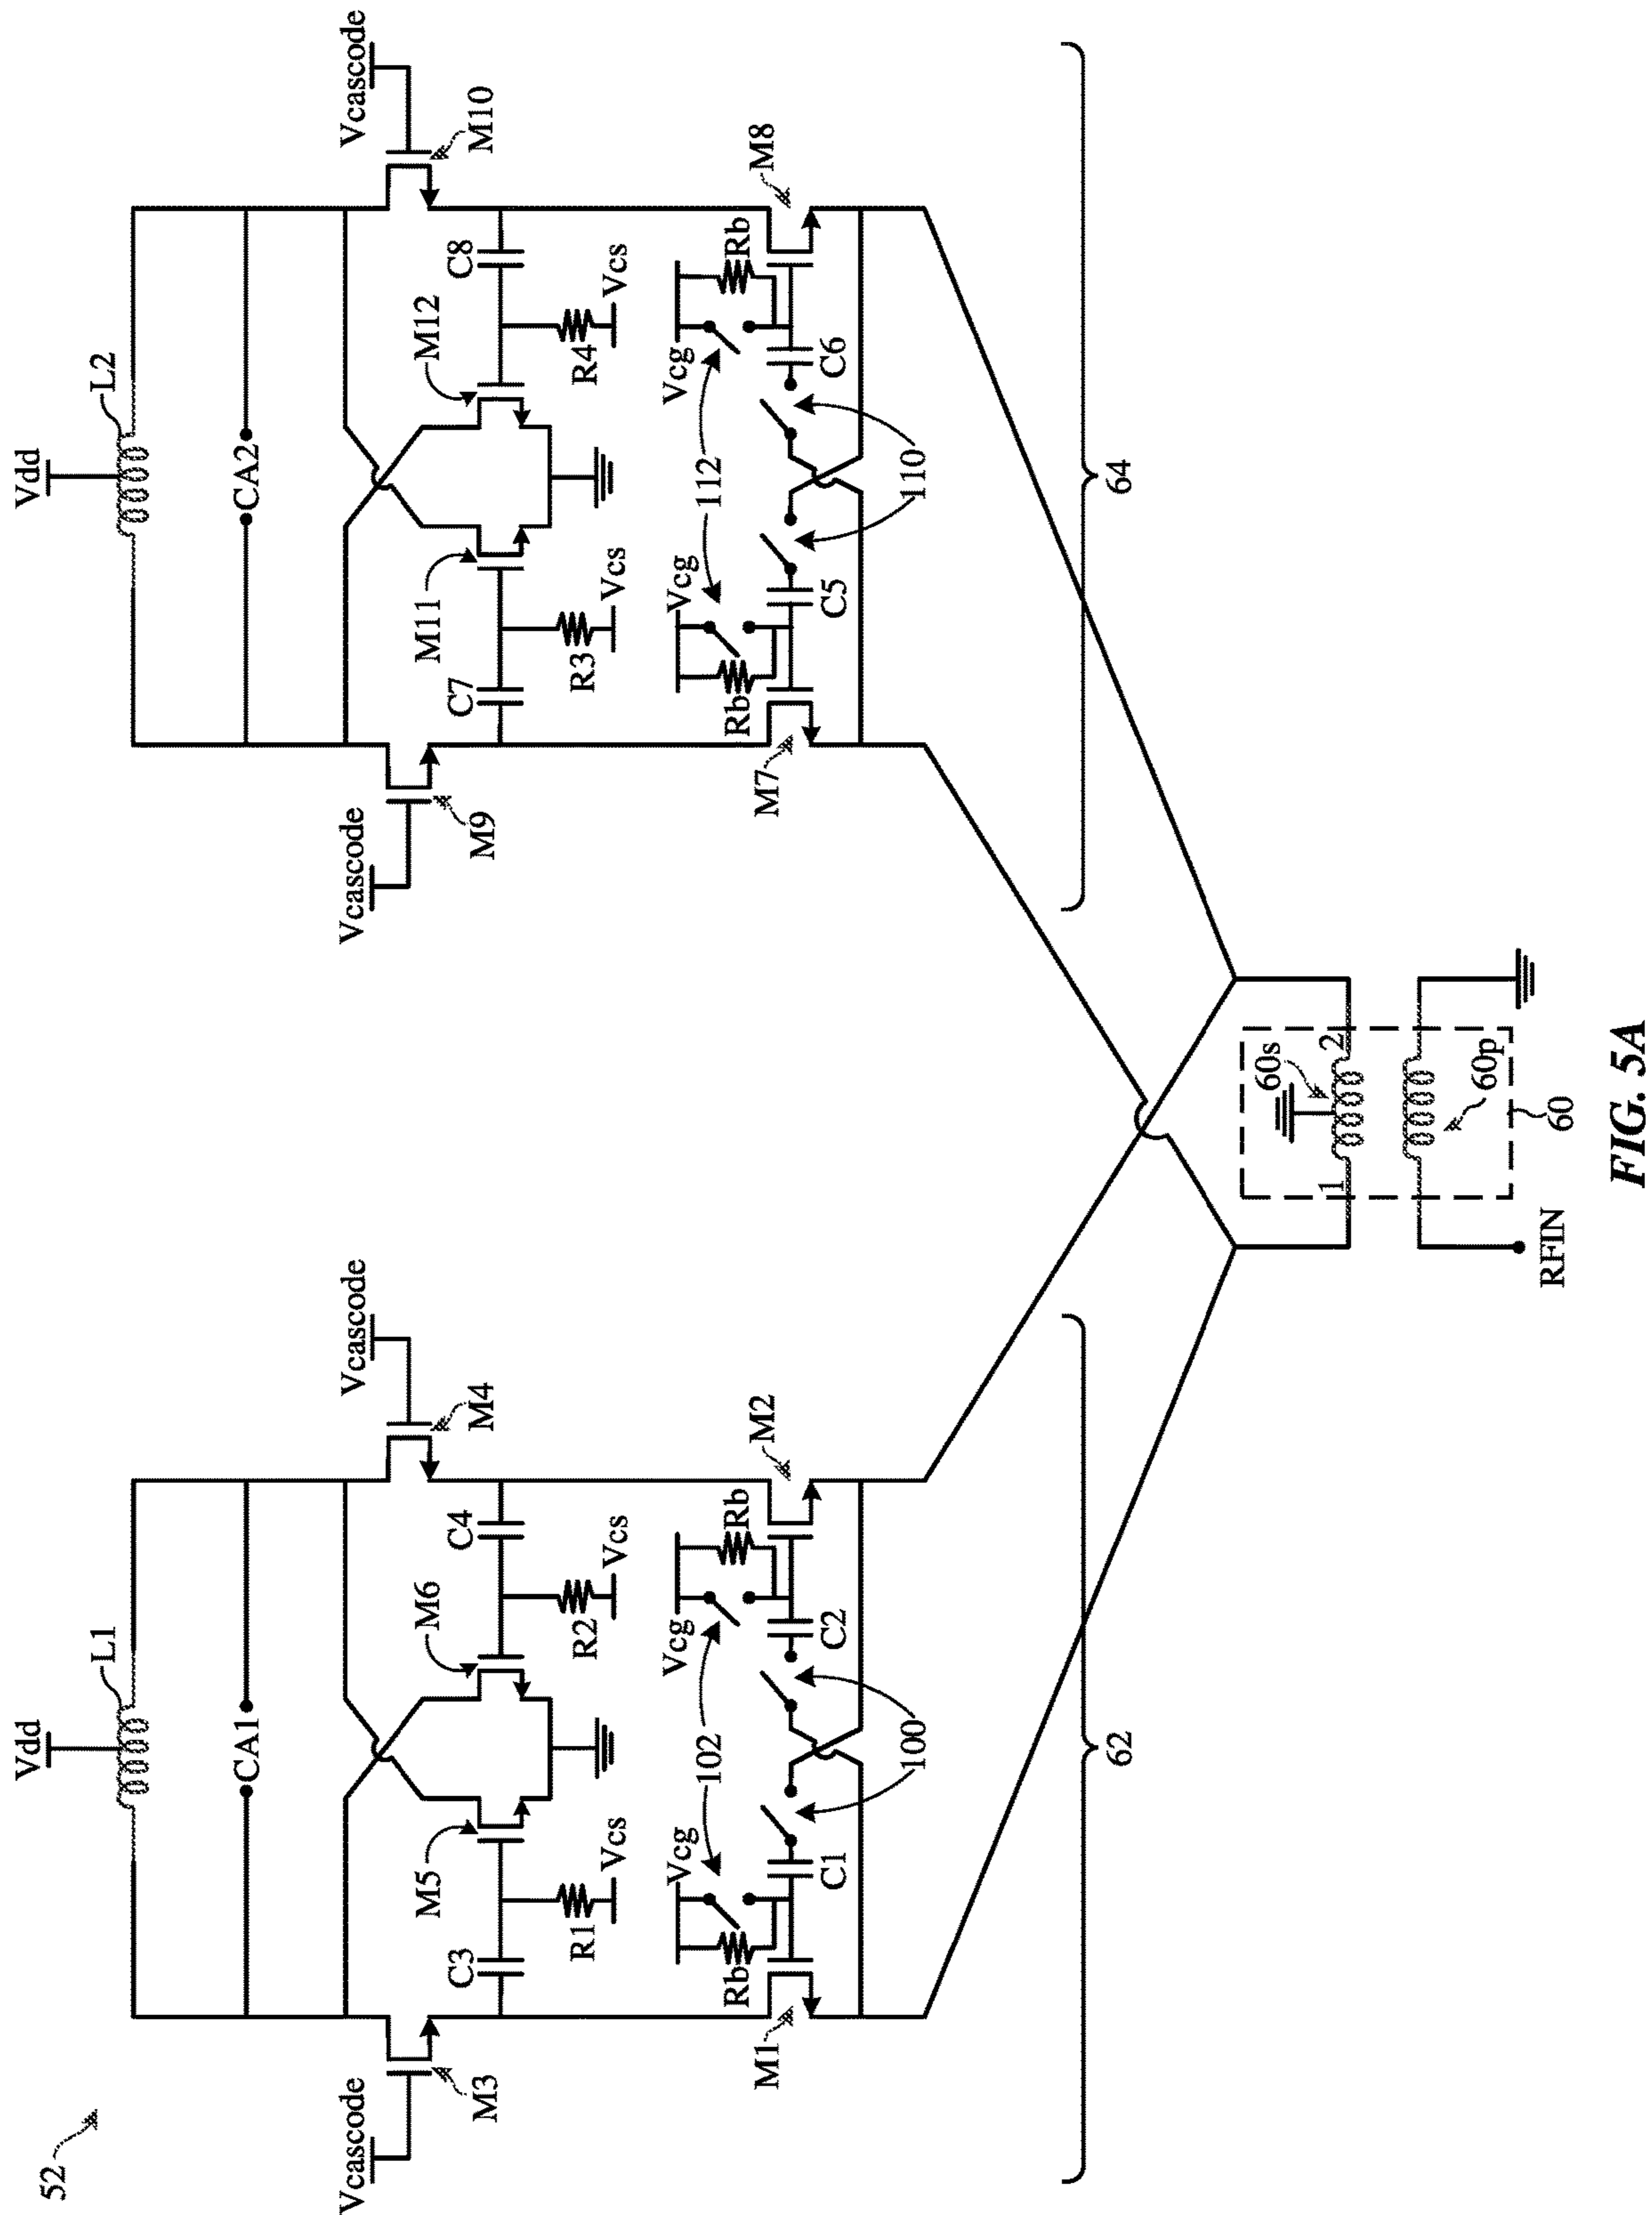 52
Vdd
L1
CA1
Vcascode
M3
Vcascode
M4
C3
M5
R1
Vcs
M6
C4
R2
Vcs
M1
Rb
Vcg
102
Vcg
Rb
M2
C1
100
C2
62
Vdd
L2
CA2
Vcascode
M9
Vcascode
M10
C7
M11
R3
Vcs
M12
C8
R4
Vcs
M7
Rb
Vcg
112
Vcg
Rb
M8
C5
110
C6
64
1
60s
2
60p
60
RFIN
FIG. 5A